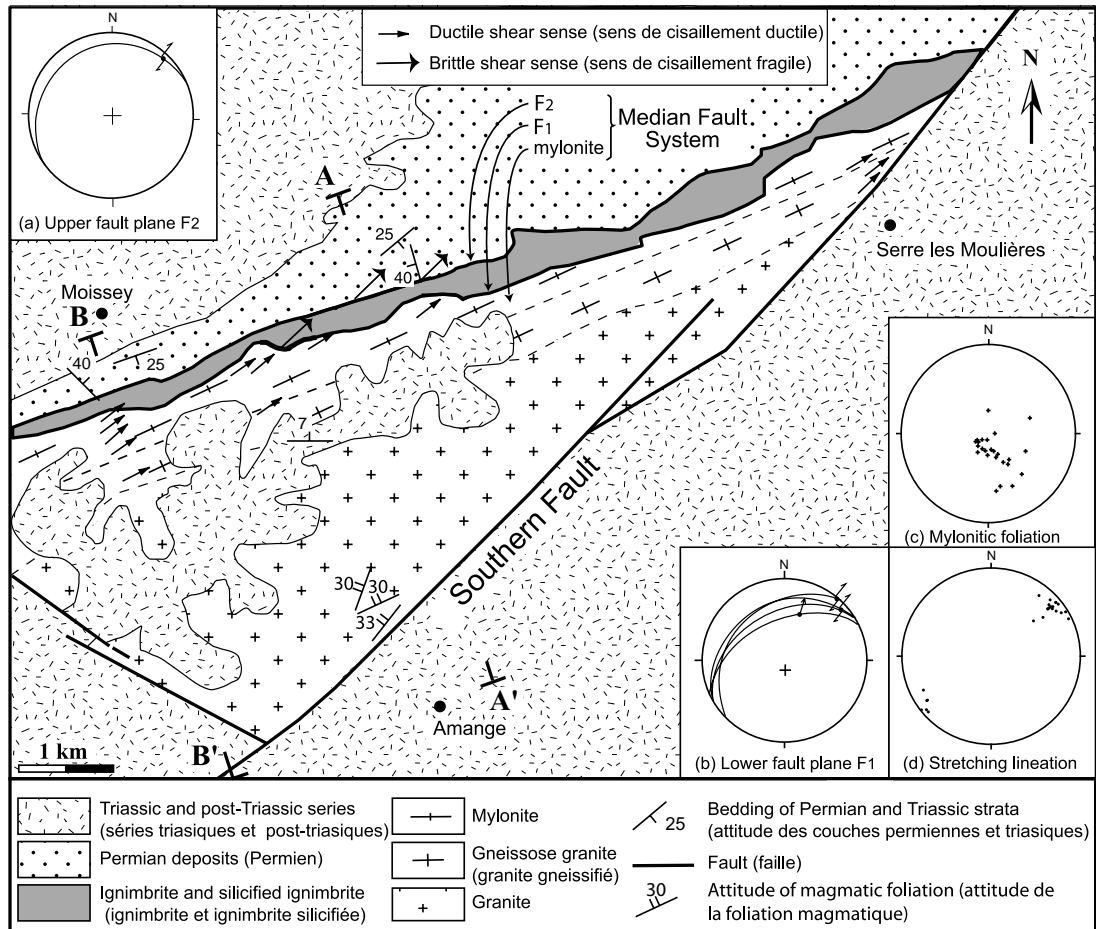 N
(a) Upper fault plane F2
Ductile shear sense (sens de cisaillement ductile)
Brittle shear sense (sens de cisaillement fragile)
F2
F1
mylonite
Median Fault
System
N
A
25
40
Moissey
B
40
25
7
Serre les Moulières
Southern Fault
30
30
33
A'
Amange
B'
1 km
N
(c) Mylonitic foliation
N
(b) Lower fault plane F1
N
(d) Stretching lineation
Triassic and post-Triassic series
(séries triasiques et post-triasiques)
Permian deposits (Permien)
Ignimbrite and silicified ignimbrite
(ignimbrite et ignimbrite silicifiée)
Mylonite
Gneissose granite
(granite gneissifié)
Granite
25
Bedding of Permian and Triassic strata
(attitude des couches permiennes et triasiques)
Fault (faille)
30
Attitude of magmatic foliation (attitude de
la foliation magmatique)